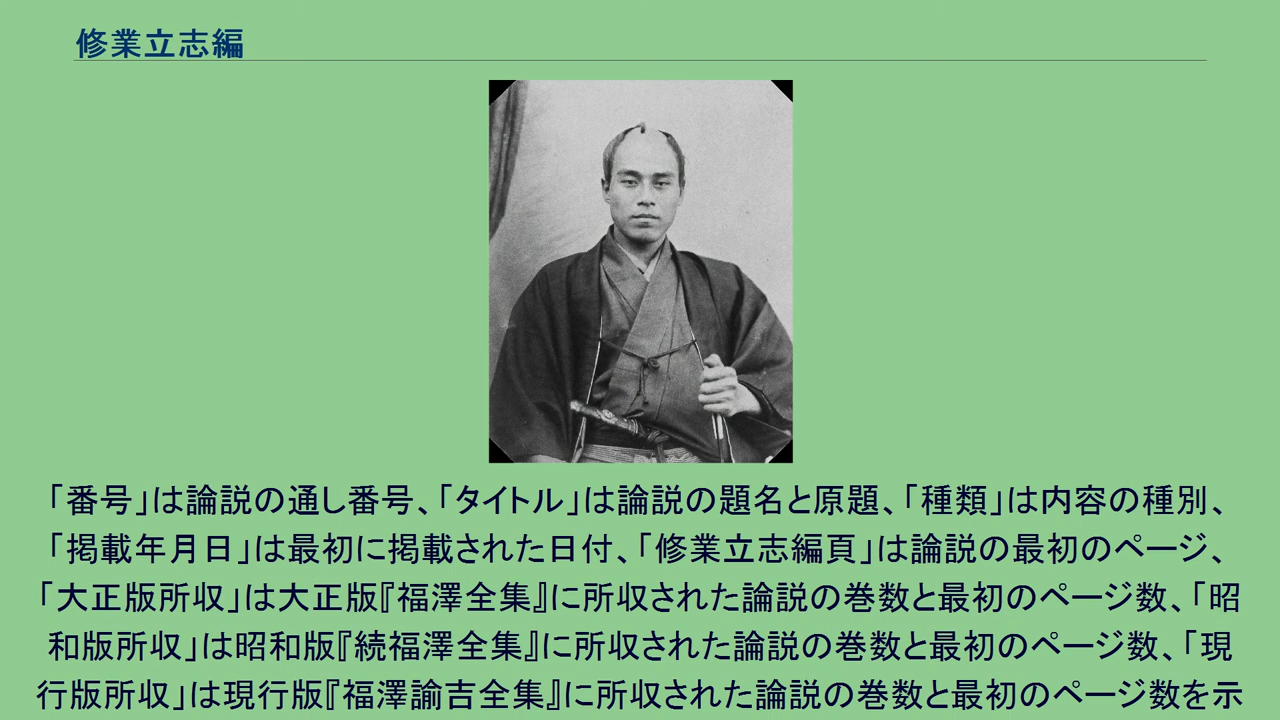 修業立志編
「番号」は論説の通し番号、「タイトル」は論説の題名と原題、「種類」は内容の種別、
「掲載年月日」は最初に掲載された日付、「修業立志編頁」は論説の最初のページ、
「大正版所収」は大正版『福澤全集』に所収された論説の巻数と最初のページ数、「昭
和版所収」は昭和版『続福澤全集』に所収された論説の巻数と最初のページ数、「現
行版所収」は現行版『福澤諭吉全集』に所収された論説の巻数と最初のページ数を示